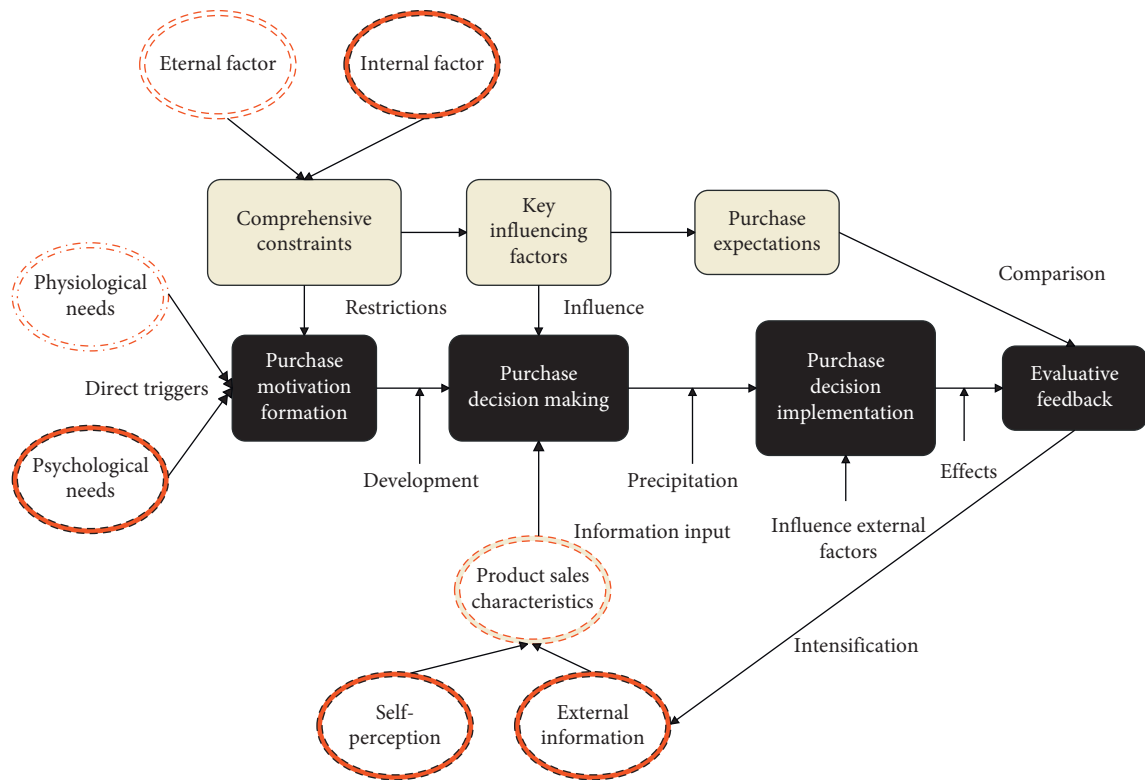 Eternal factor
Internal factor
Comprehensive
constraints
Key
influencing
factors
Purchase
expectations
Physiological
needs
Restrictions
Influence
Comparison
Direct triggers
Purchase
motivation
formation
Purchase
decision making
Purchase
decision
implementation
Evaluative
feedback
Psychological
needs
Development
Precipitation
Effects
Information input
Influence external
factors
Product sales
characteristics
Intensification
Self-
perception
External
information